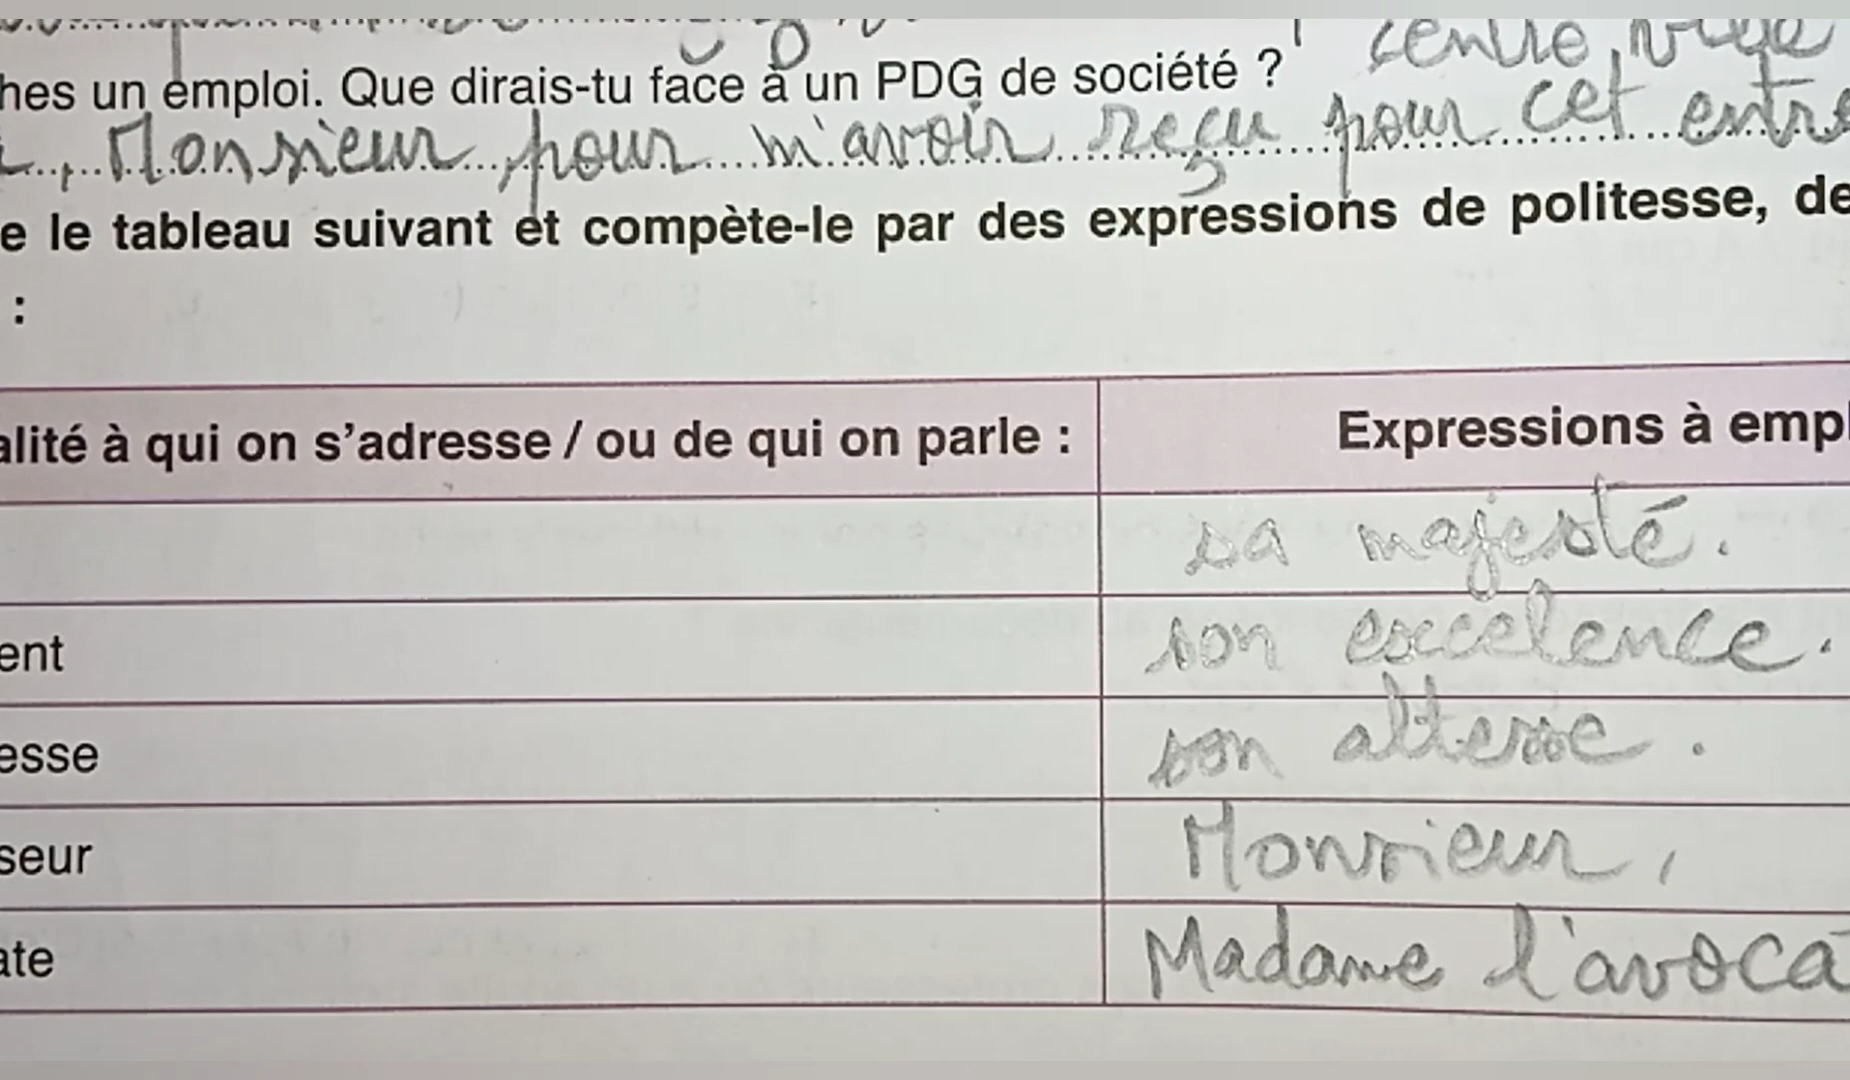 centre, ville
hes un emploi. Que dirais-tu face à un PDG de société ?
, Monsieur pour m'avoir reçu pour cet entre
e le tableau suivant et compète-le par des expressions de politesse, de
:
alité à qui on s'adresse / ou de qui on parle : Expressions à empl
sa majesté.
ent son excelence.
esse son altesse.
seur Monsieur,
ate Madame l'avoca